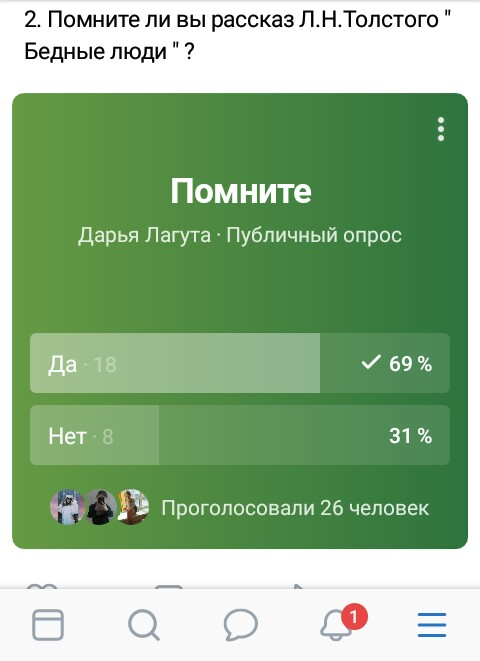 2. Помните ли вы рассказ Л.Н.Толстого "
Бедные люди " ?
Помните
Дарья Лагута · Публичный опрос
Да · 18
69 %
Нет · 8
31 %
Проголосовали 26 человек
1